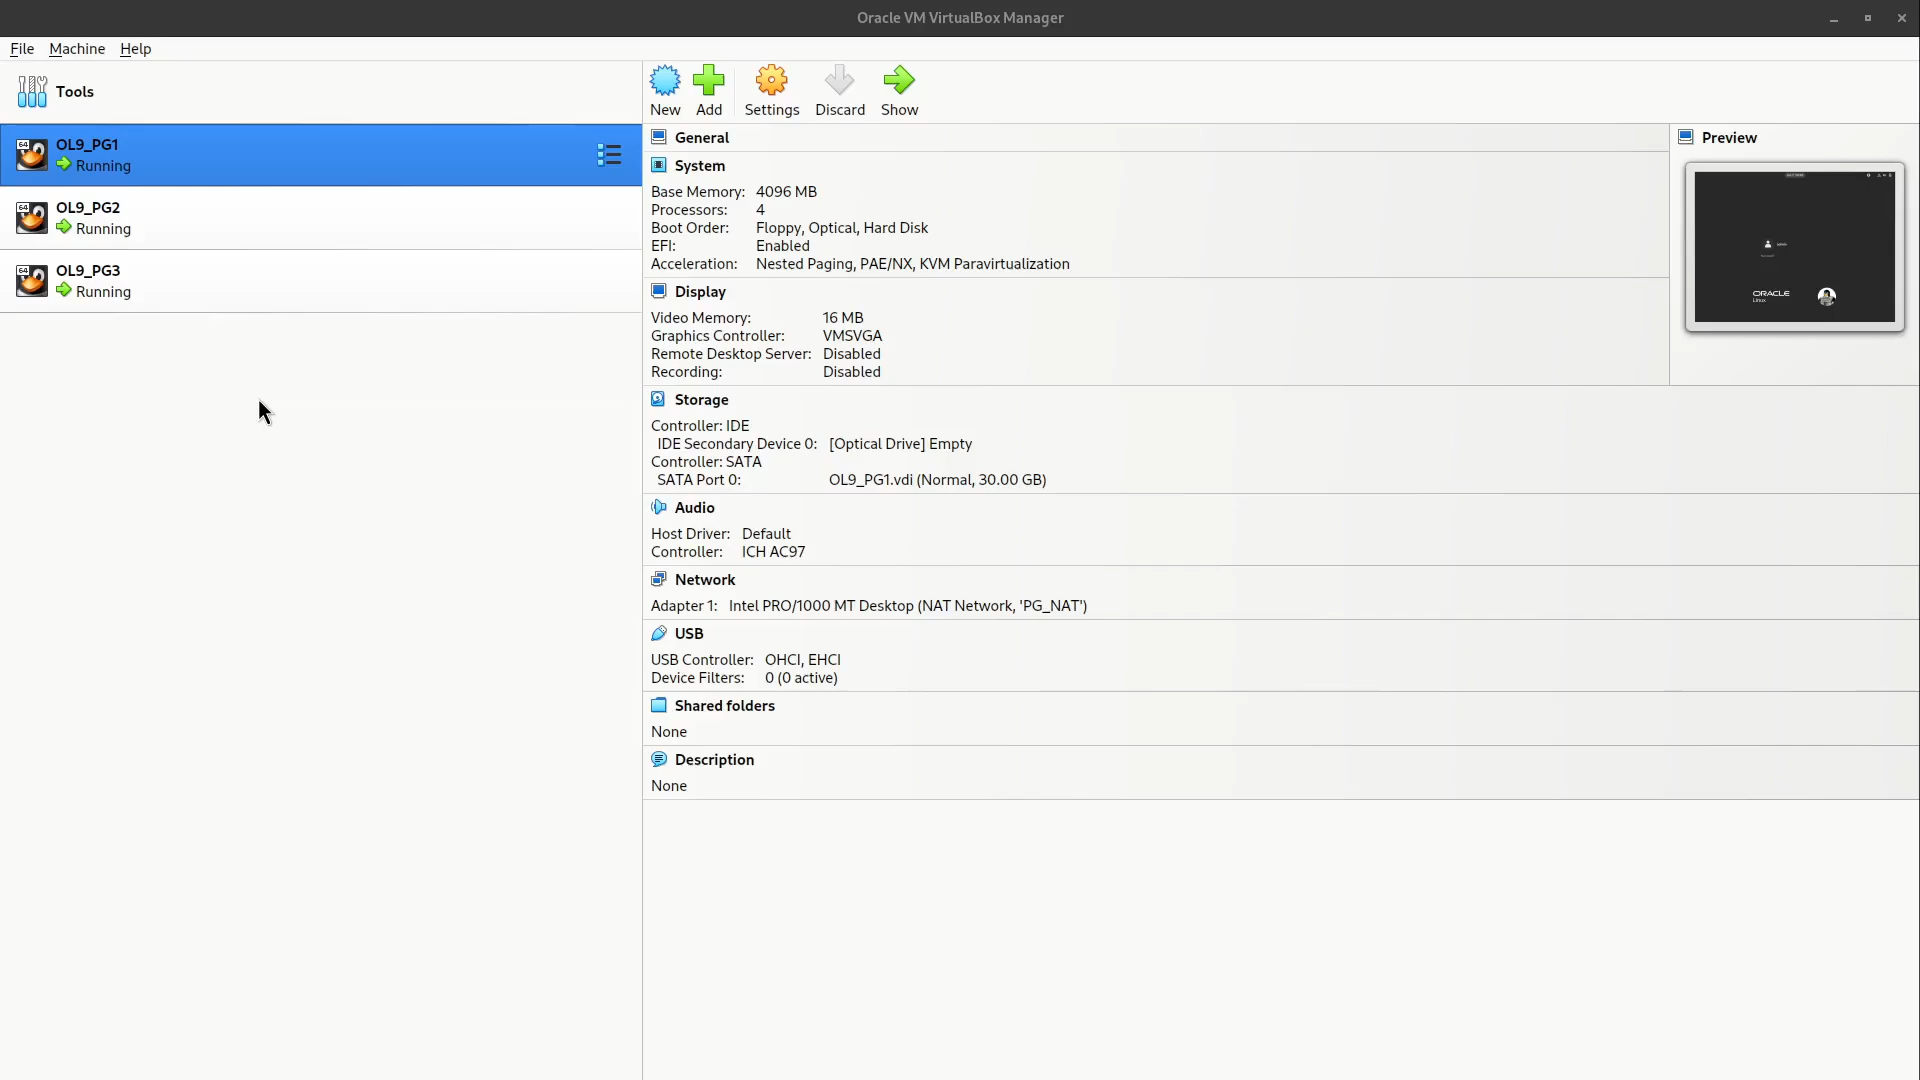 Oracle VM VirtualBox Manager
File Machine Help
Tools
New Add Settings Discard Show
64 OL9_PG1
Running
64 OL9_PG2
Running
64 OL9_PG3
Running
General
System
Base Memory: 4096 MB
Processors: 4
Boot Order: Floppy, Optical, Hard Disk
EFI: Enabled
Acceleration: Nested Paging, PAE/NX, KVM Paravirtualization
Display
Video Memory: 16 MB
Graphics Controller: VMSVGA
Remote Desktop Server: Disabled
Recording: Disabled
Preview
ORACLE
Linux
Storage
Controller: IDE
IDE Secondary Device 0: [Optical Drive] Empty
Controller: SATA
SATA Port 0: OL9_PG1.vdi (Normal, 30.00 GB)
Audio
Host Driver: Default
Controller: ICH AC97
Network
Adapter 1: Intel PRO/1000 MT Desktop (NAT Network, 'PG_NAT')
USB
USB Controller: OHCI, EHCI
Device Filters: 0 (0 active)
Shared folders
None
Description
None